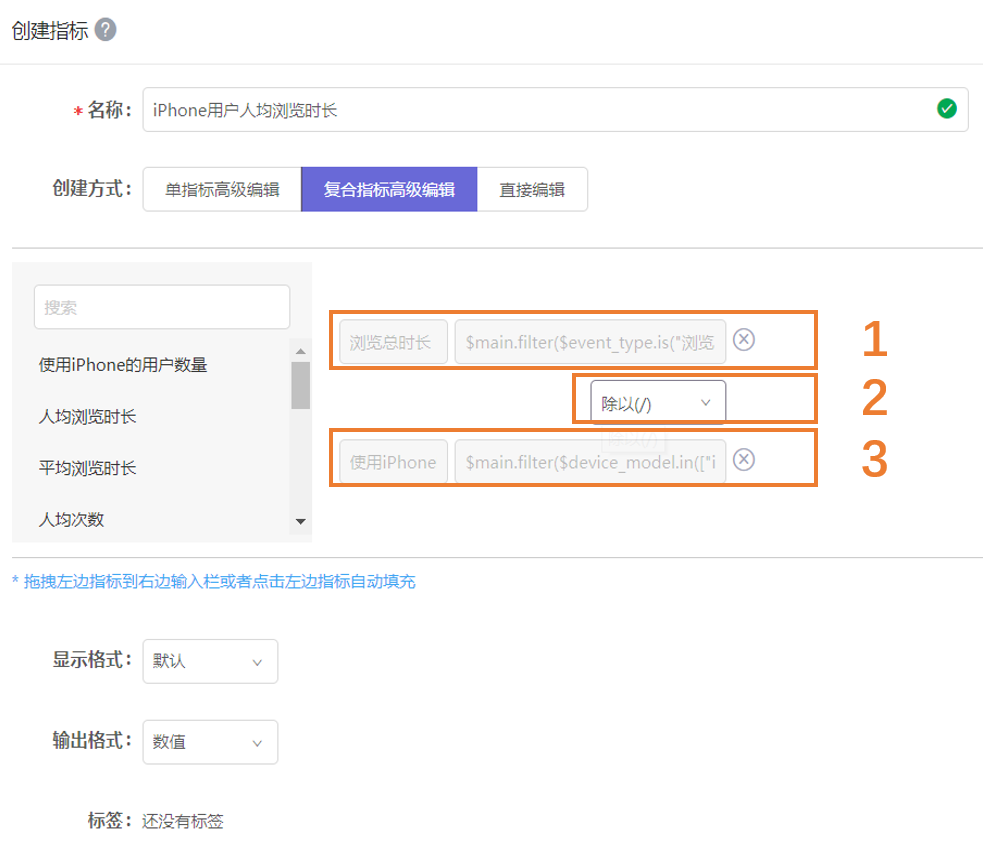 创建指标 ?
* 名称： iPhone用户人均浏览时长
创建方式： 单指标高级编辑 复合指标高级编辑 直接编辑
搜索
使用iPhone的用户数量
人均浏览时长
平均浏览时长
人均次数
浏览总时长 $main.filter($event_type.is("浏览 1
除以(/) 2
除以(/)
使用iPhone $main.filter($device_model.in(["i 3
* 拖拽左边指标到右边输入栏或者点击左边指标自动填充
显示格式： 默认
输出格式： 数值
标签： 还没有标签